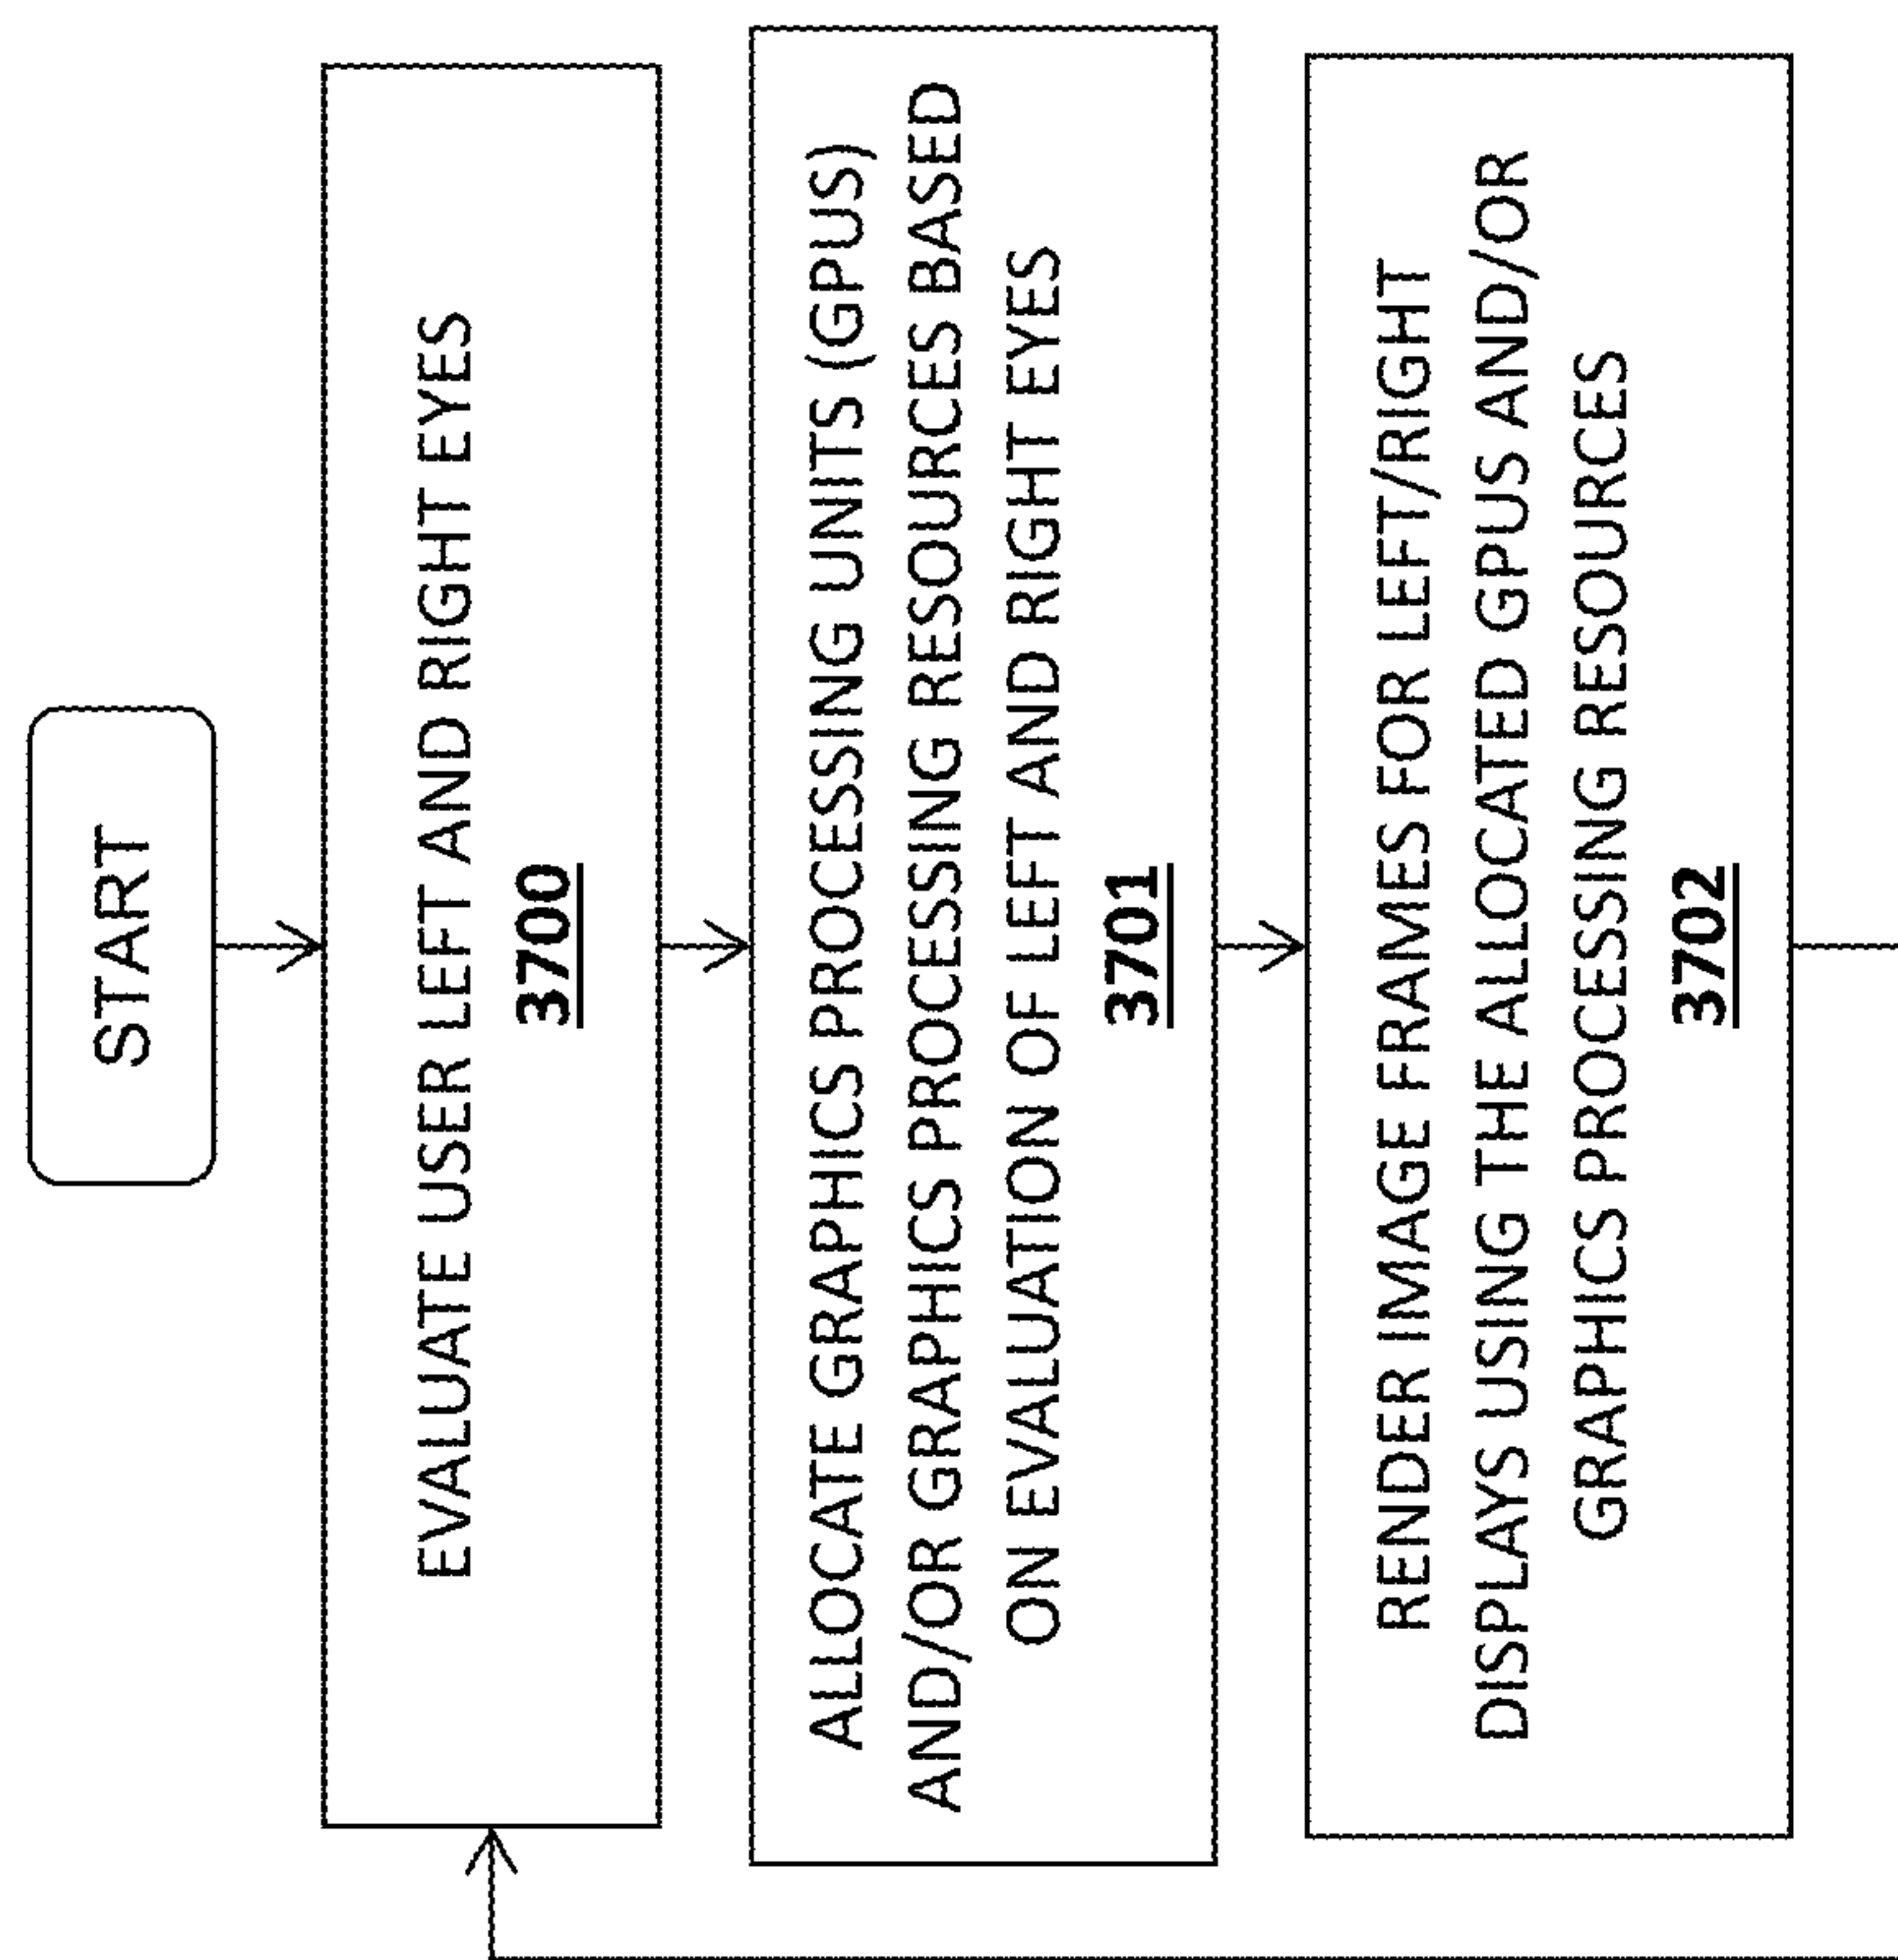 START
EVALUATE USER LEFT AND RIGHT EYES
3700
ALLOCATE GRAPHICS PROCESSING UNITS (GPUS)
AND/OR GRAPHICS PROCESSING RESOURCES BASED
ON EVALUATION OF LEFT AND RIGHT EYES
3701
RENDER IMAGE FRAMES FOR LEFT/RIGHT
DISPLAYS USING THE ALLOCATED GPUS AND/OR
GRAPHICS PROCESSING RESOURCES
3702